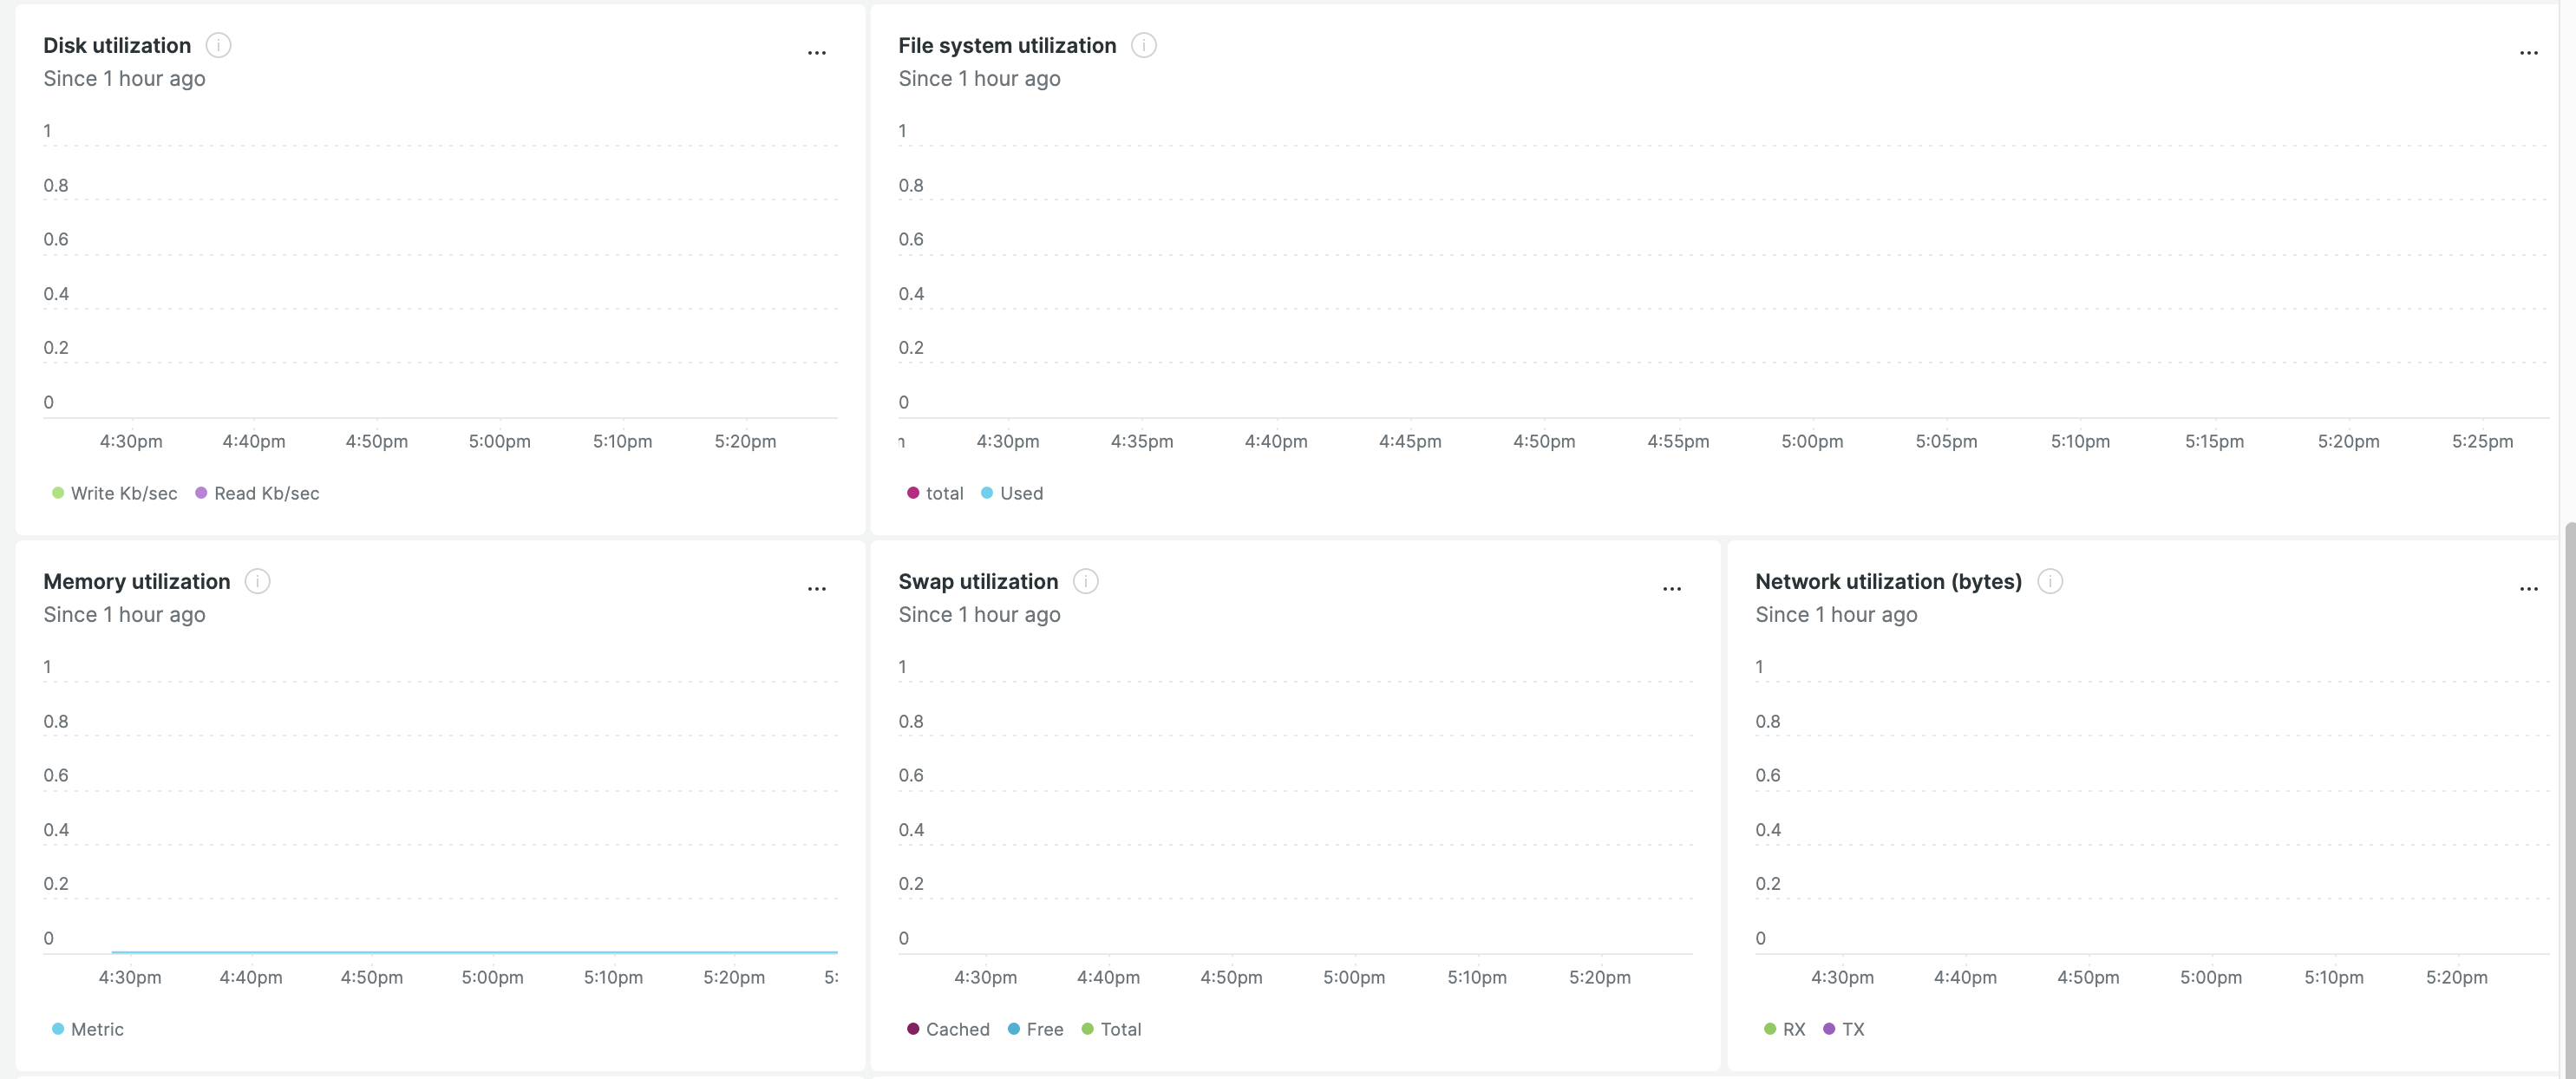 Disk utilization
Since 1 hour ago
...
1
0.8
0.6
0.4
0.2
0
4:30pm 4:40pm 4:50pm 5:00pm 5:10pm 5:20pm
Write Kb/sec Read Kb/sec
File system utilization
Since 1 hour ago
...
1
0.8
0.6
0.4
0.2
0
4:30pm 4:35pm 4:40pm 4:45pm 4:50pm 4:55pm 5:00pm 5:05pm 5:10pm 5:15pm 5:20pm 5:25pm
total Used
Memory utilization
Since 1 hour ago
...
1
0.8
0.6
0.4
0.2
0
4:30pm 4:40pm 4:50pm 5:00pm 5:10pm 5:20pm 5:
Metric
Swap utilization
Since 1 hour ago
...
1
0.8
0.6
0.4
0.2
0
4:30pm 4:40pm 4:50pm 5:00pm 5:10pm 5:20pm
Cached Free Total
Network utilization (bytes)
Since 1 hour ago
...
1
0.8
0.6
0.4
0.2
0
4:30pm 4:40pm 4:50pm 5:00pm 5:10pm 5:20pm
RX TX